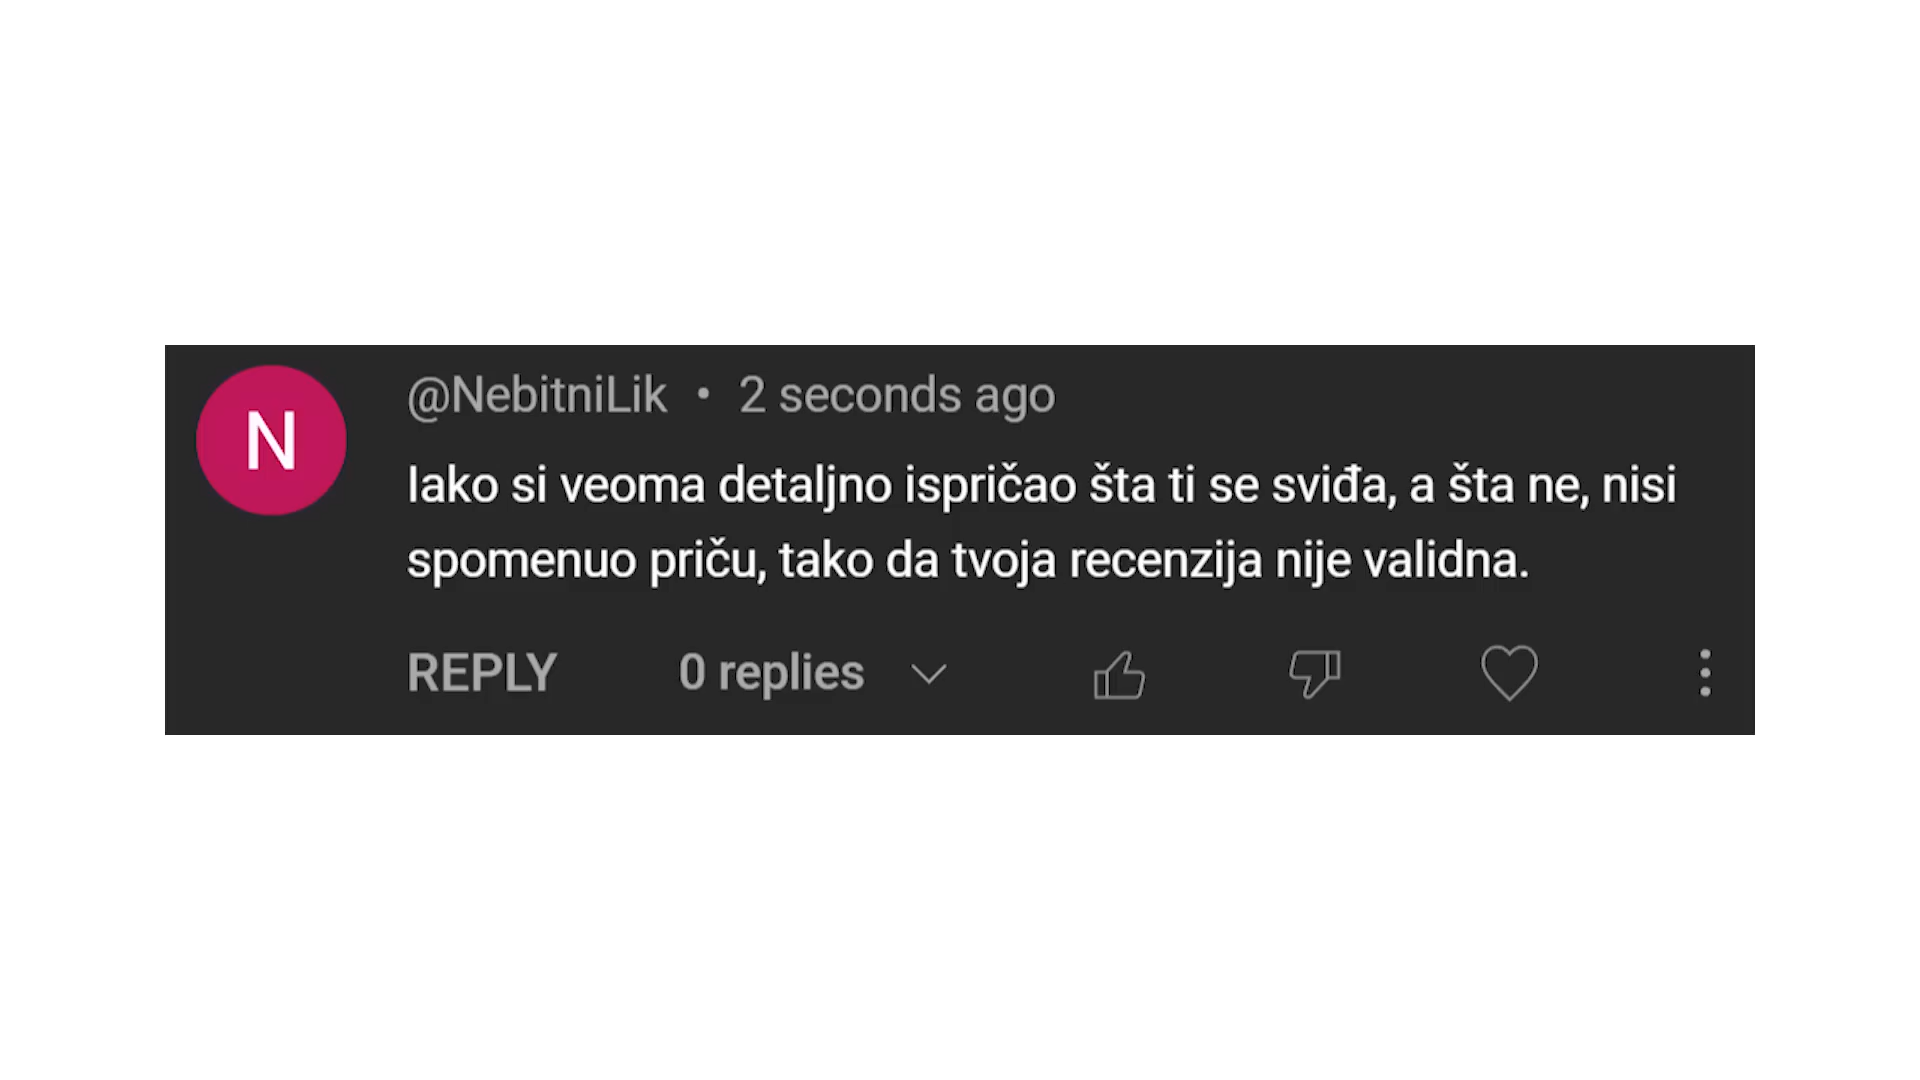 N
@NebitniLik • 2 seconds ago
Iako si veoma detaljno ispričao šta ti se sviđa, a šta ne, nisi
spomenuo priču, tako da tvoja recenzija nije validna.
REPLY 0 replies